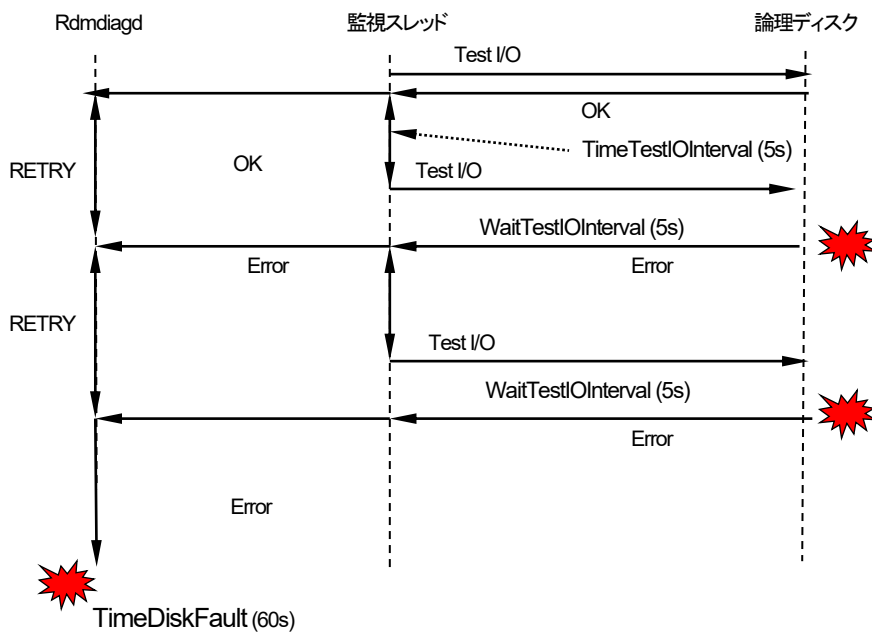 Rdmdiagd
監視スレッド
論理ディスク
Test I/O
OK
TimeTestIOInterval (5s)
OK
RETRY
Test I/O
WaitTestIOInterval (5s)
Error
Error
RETRY
Test I/O
WaitTestIOInterval (5s)
Error
Error
TimeDiskFault (60s)